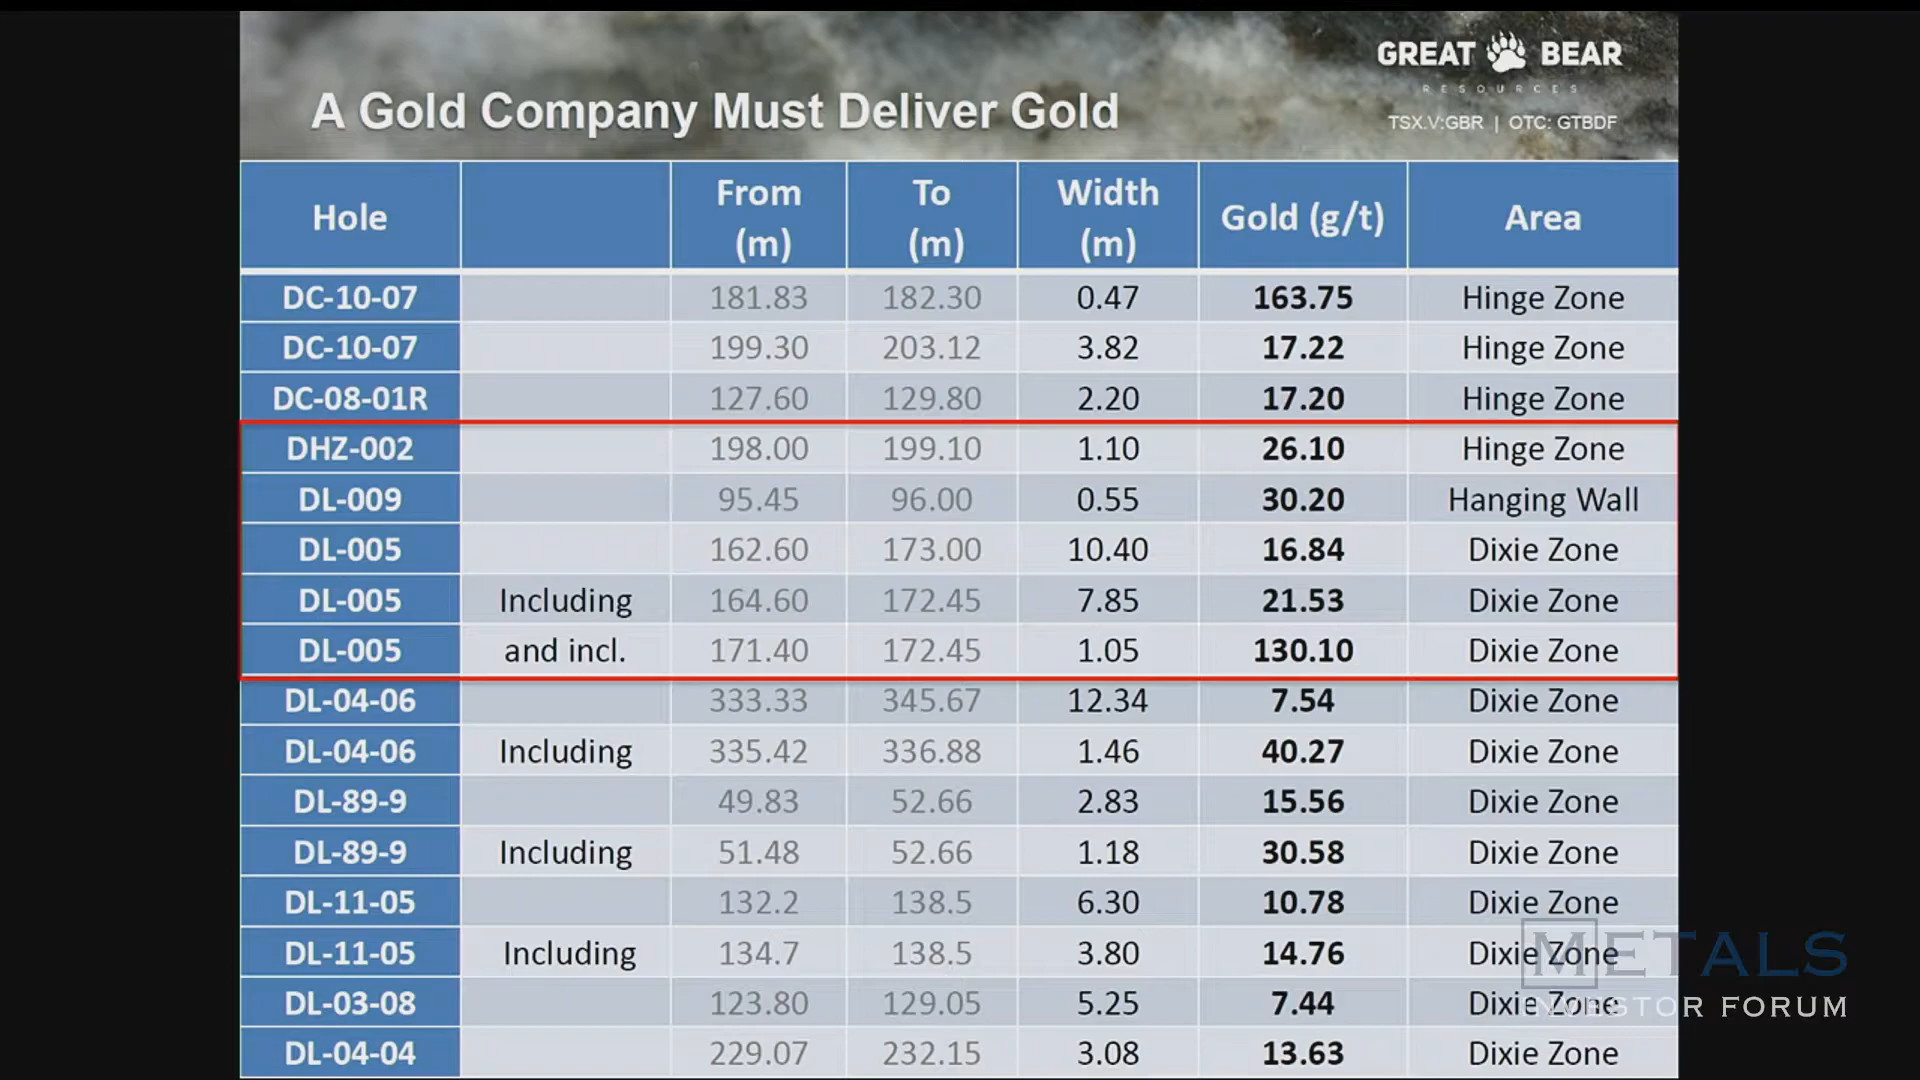 A Gold Company Must Deliver Gold
GREAT BEAR
RESOURCES
TSX.V:GBR | OTC: GTBDF
Hole From (m) To (m) Width (m) Gold (g/t) Area
DC-10-07 181.83 182.30 0.47 163.75 Hinge Zone
DC-10-07 199.30 203.12 3.82 17.22 Hinge Zone
DC-08-01R 127.60 129.80 2.20 17.20 Hinge Zone
DHZ-002 198.00 199.10 1.10 26.10 Hinge Zone
DL-009 95.45 96.00 0.55 30.20 Hanging Wall
DL-005 162.60 173.00 10.40 16.84 Dixie Zone
DL-005 Including 164.60 172.45 7.85 21.53 Dixie Zone
DL-005 and incl. 171.40 172.45 1.05 130.10 Dixie Zone
DL-04-06 333.33 345.67 12.34 7.54 Dixie Zone
DL-04-06 Including 335.42 336.88 1.46 40.27 Dixie Zone
DL-89-9 49.83 52.66 2.83 15.56 Dixie Zone
DL-89-9 Including 51.48 52.66 1.18 30.58 Dixie Zone
DL-11-05 132.2 138.5 6.30 10.78 Dixie Zone
DL-11-05 Including 134.7 138.5 3.80 14.76 Dixie Zone
DL-03-08 123.80 129.05 5.25 7.44 Dixie Zone
DL-04-04 229.07 232.15 3.08 13.63 Dixie Zone
METALS
INVESTOR FORUM